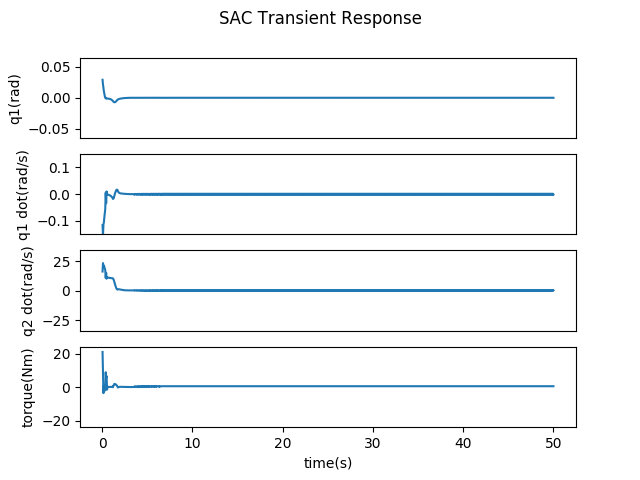 SAC Transient Response
0.05
0.00
−0.05
q1(rad)
0.1
0.0
−0.1
q1 dot(rad/s)
25
0
−25
q2 dot(rad/s)
20
0
−20
torque(Nm)
0 10 20 30 40 50
time(s)